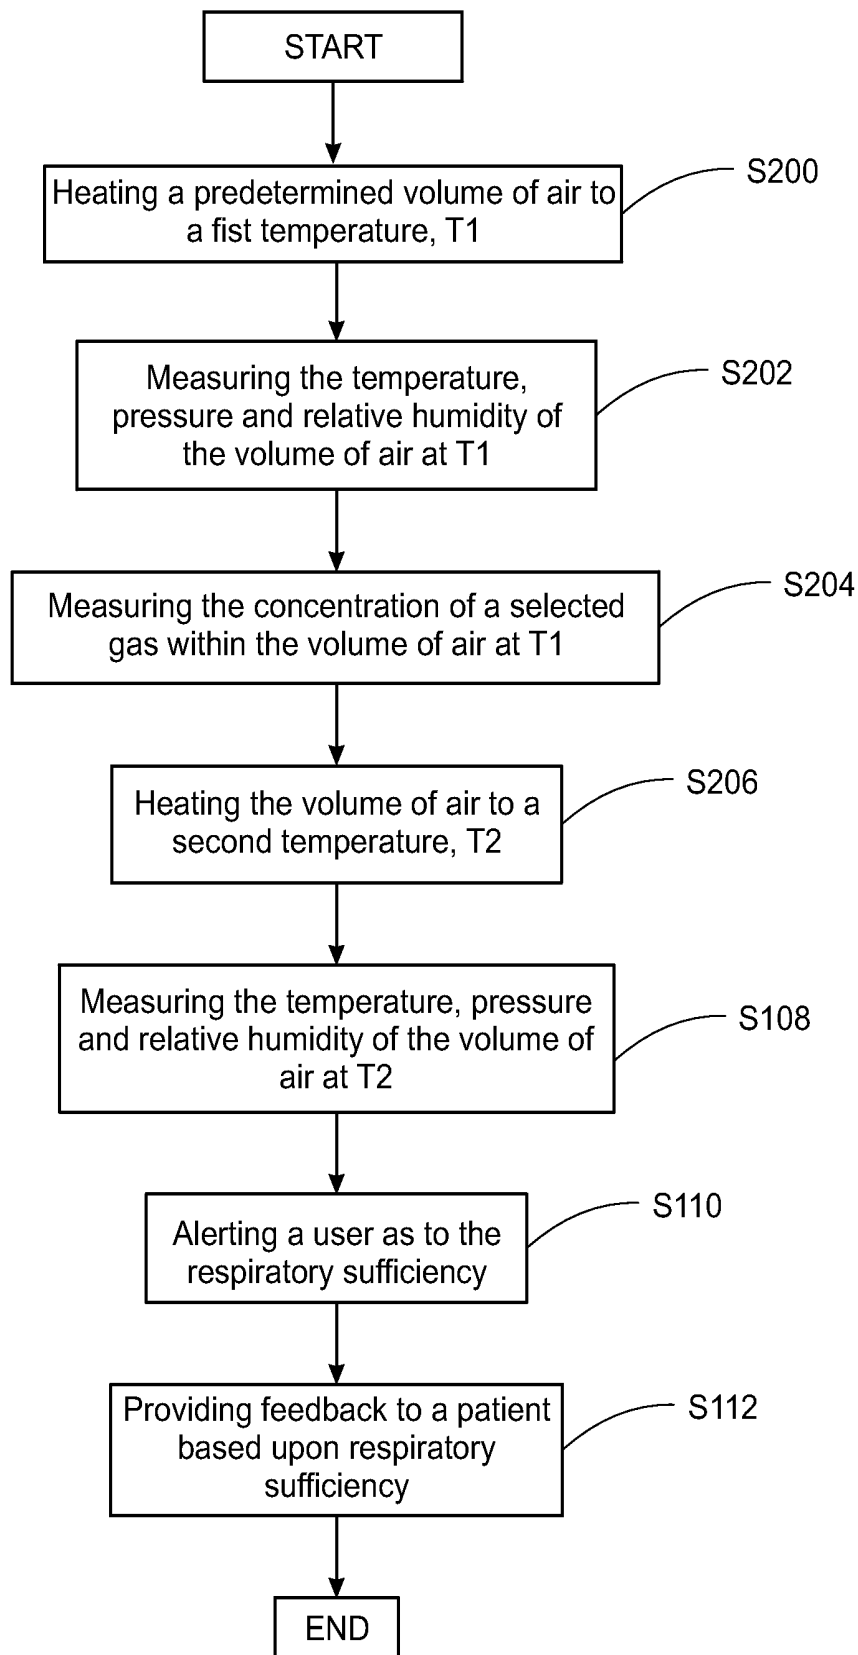 START
Heating a predetermined volume of air to
a fist temperature, T1
S200
Measuring the temperature,
pressure and relative humidity of
the volume of air at T1
S202
Measuring the concentration of a selected
gas within the volume of air at T1
S204
Heating the volume of air to a
second temperature, T2
S206
Measuring the temperature, pressure
and relative humidity of the volume of
air at T2
S108
Alerting a user as to the
respiratory sufficiency
S110
Providing feedback to a patient
based upon respiratory
sufficiency
S112
END